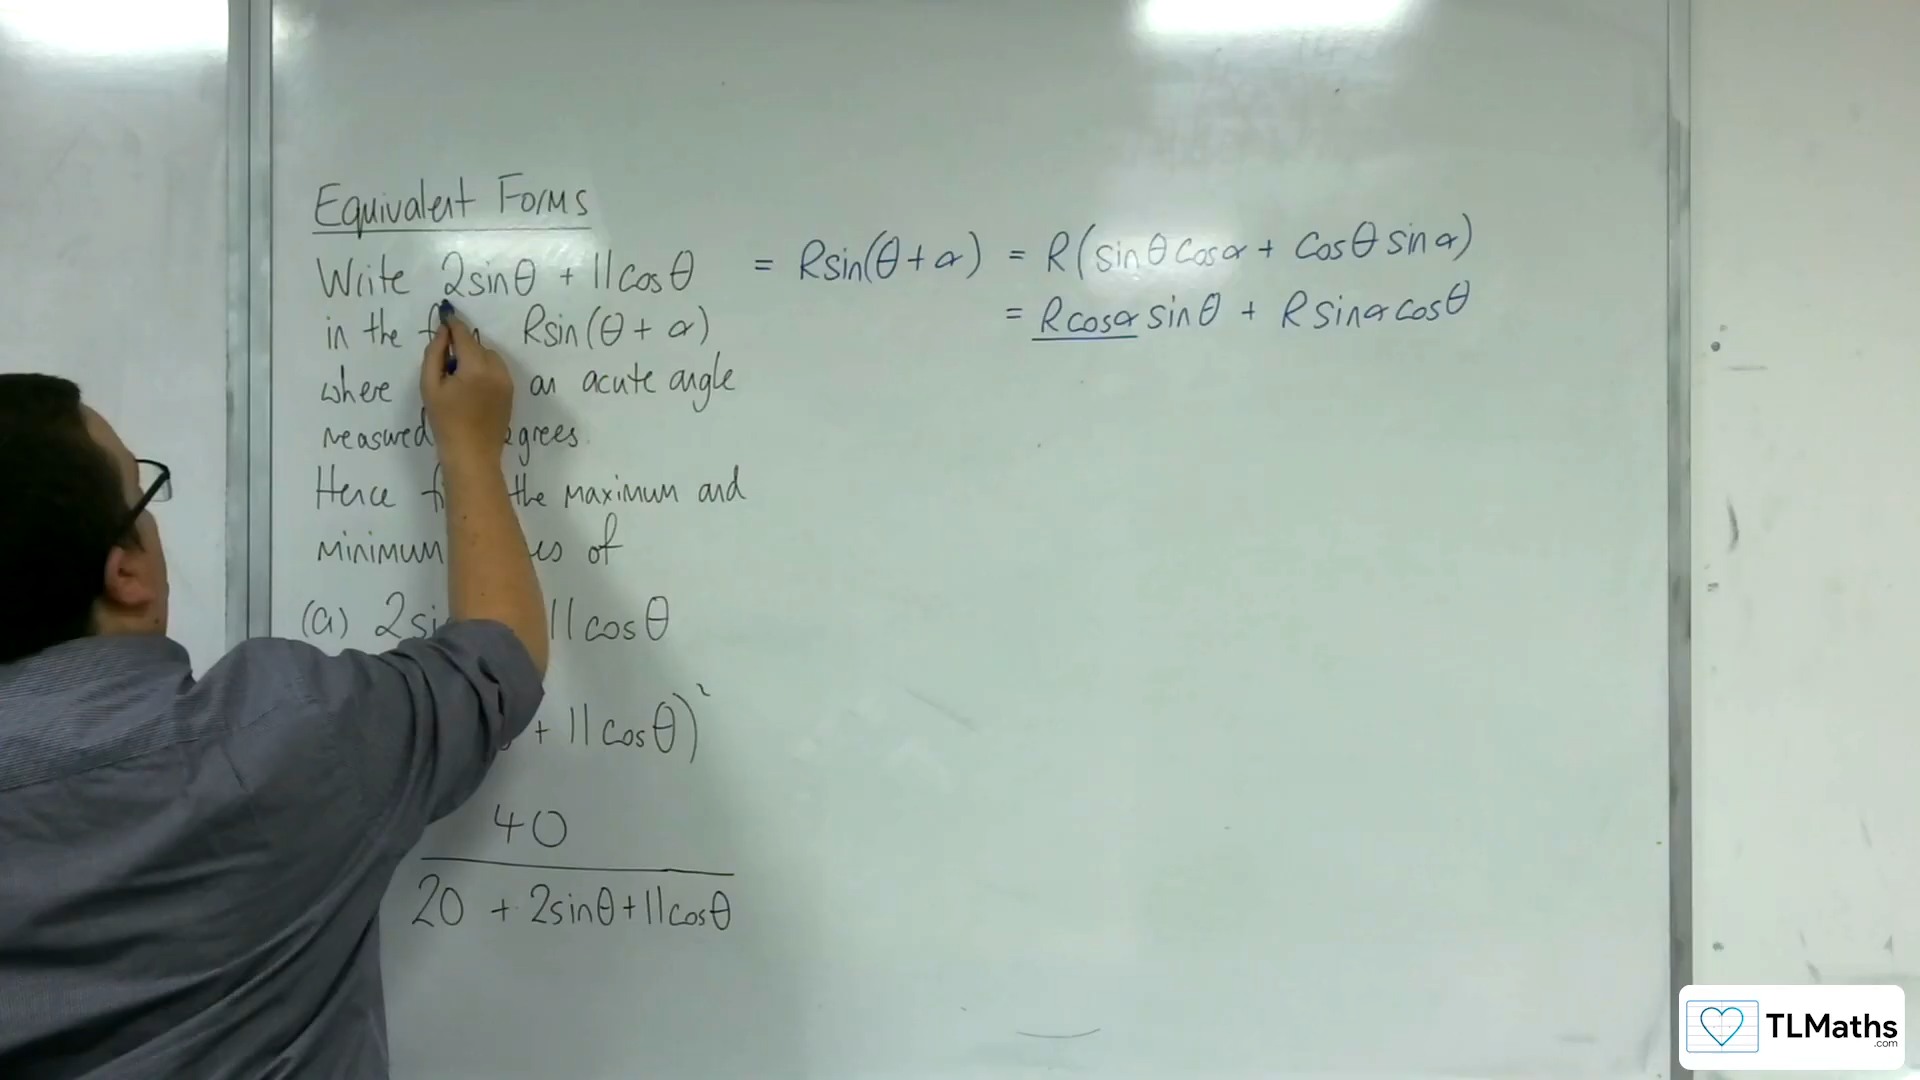 Equivalent Forms
Write 2sinθ + 11cosθ = Rsin(θ+α) = R(sinθcosα + cosθsinα)
in the Rsin(θ+α) = Rcosα sinθ + Rsinα cosθ
where an acute angle
measured
Hence the maximum and
minimum of
(a) 2si 11cosθ
+ 11cosθ)²
40
20 + 2sinθ+11cosθ
TLMaths
.com